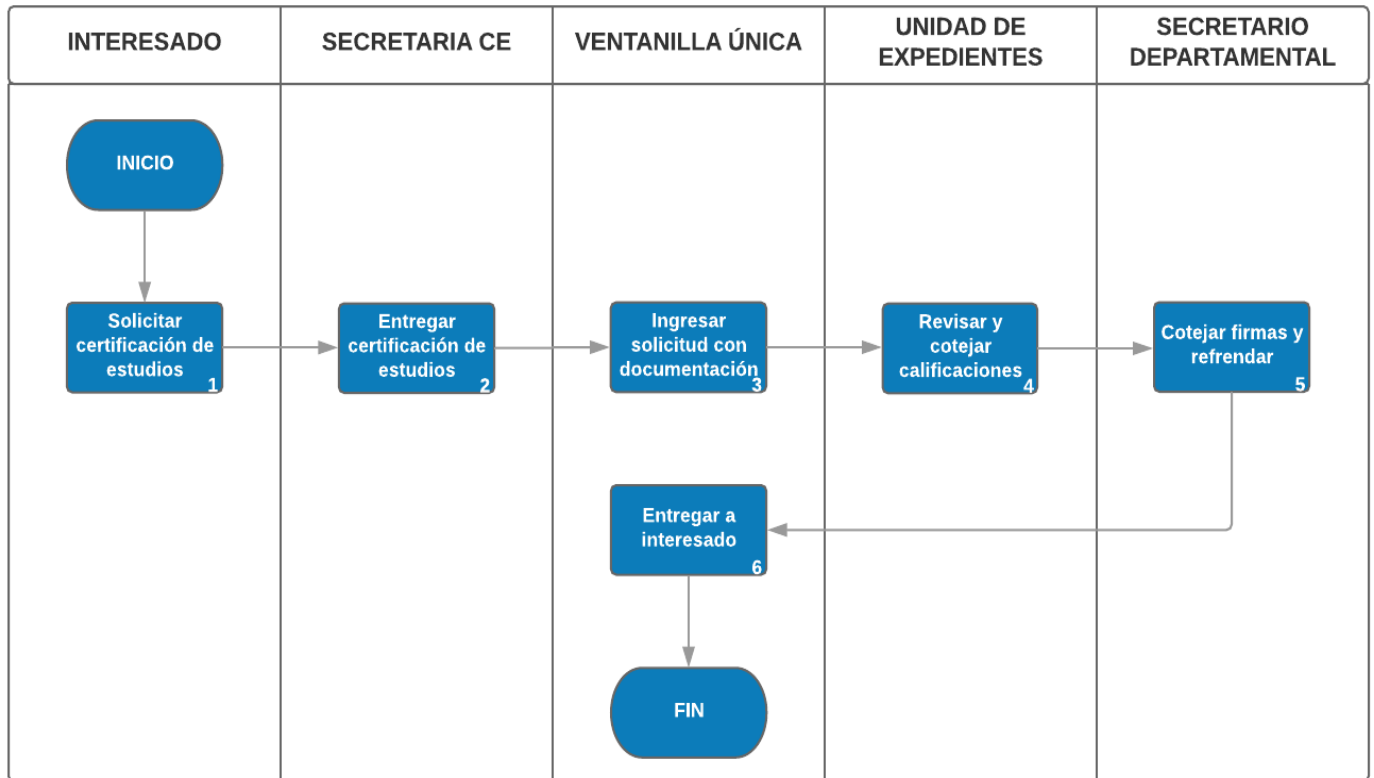 INTERESADO
SECRETARIA CE
VENTANILLA ÚNICA
UNIDAD DE
EXPEDIENTES
SECRETARIO
DEPARTAMENTAL
INICIO
Solicitar
certificación de
estudios
1
Entregar
certificación de
estudios
2
Ingresar
solicitud con
documentación
3
Revisar y
cotejar
calificaciones
4
Cotejar firmas y
refrendar
5
Entregar a
interesado
6
FIN